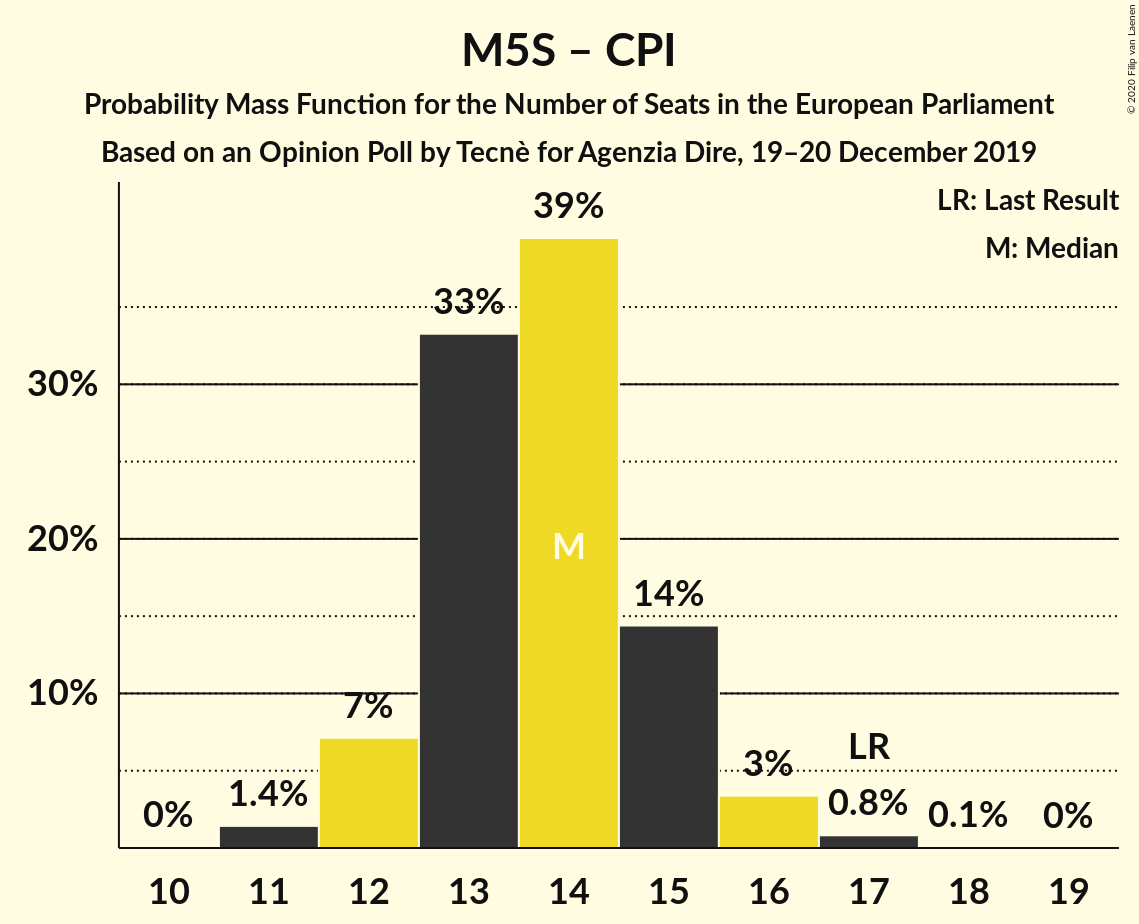 M5S – CPI
Probability Mass Function for the Number of Seats in the European Parliament
Based on an Opinion Poll by Tecnè for Agenzia Dire, 19–20 December 2019
© 2020 Filip van Laenen
LR: Last Result
M: Median
30%
20%
10%
0%
1.4%
7%
33%
39%
M
14%
3%
LR
0.8%
0.1%
0%
10 11 12 13 14 15 16 17 18 19